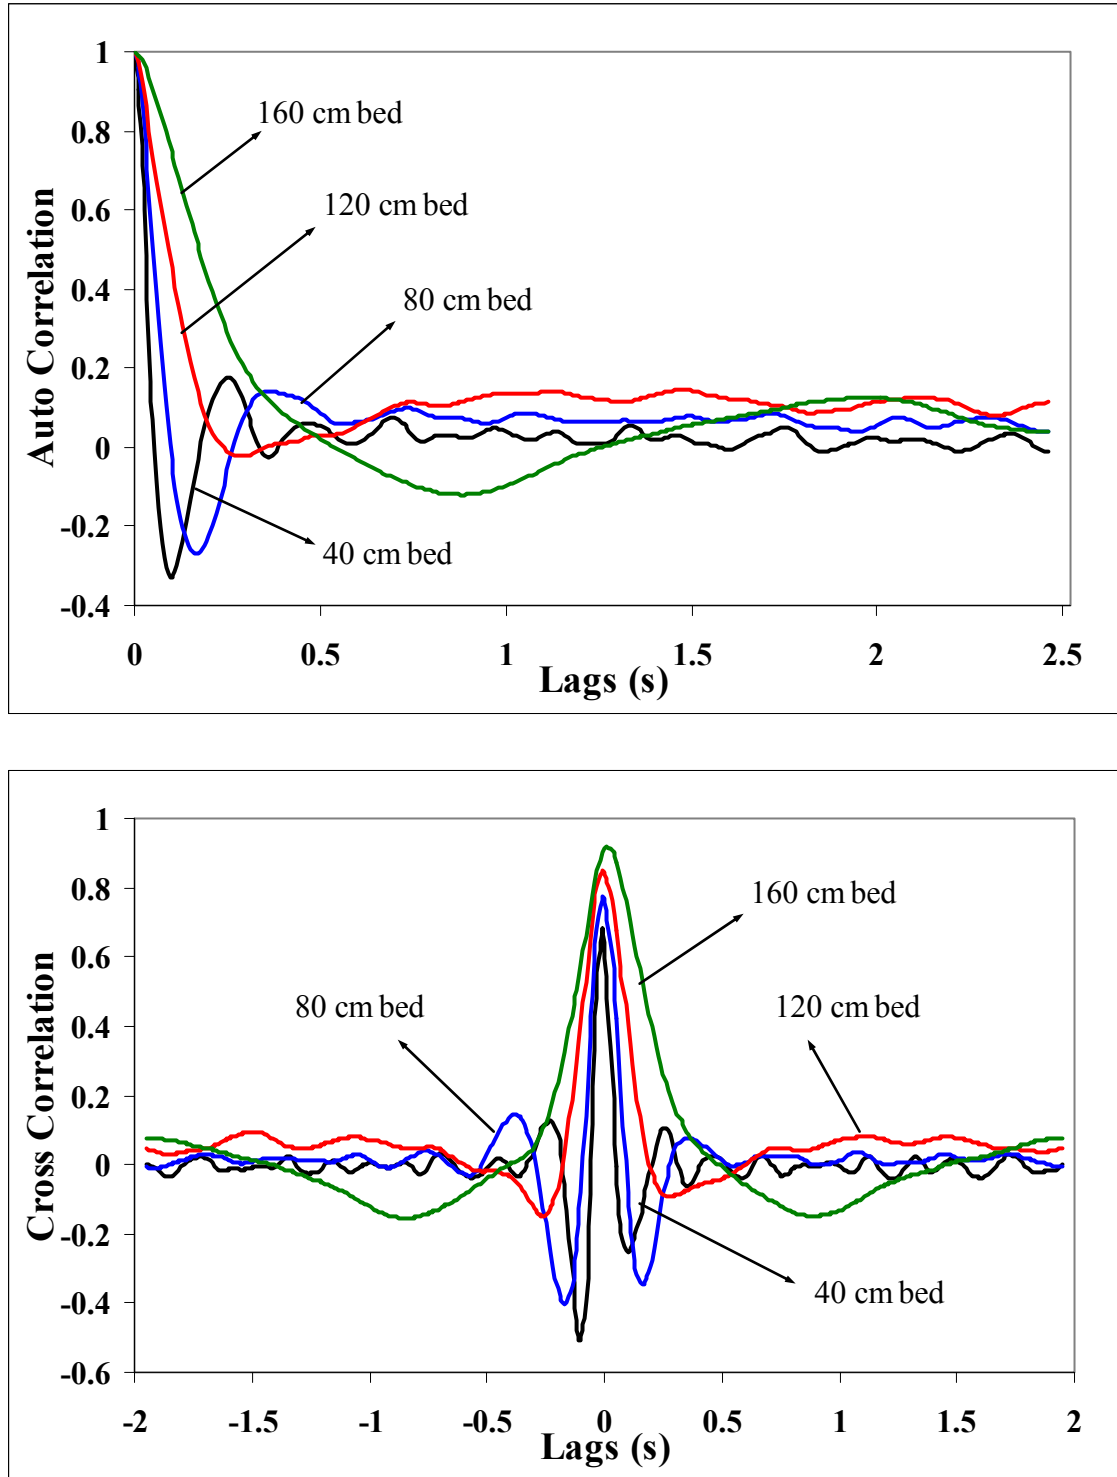 1
0.8
0.6
0.4
0.2
0
-0.2
-0.4
Auto Correlation
160 cm bed
120 cm bed
80 cm bed
40 cm bed
0 0.5 1 1.5 2 2.5
Lags (s)
1
0.8
0.6
0.4
0.2
0
-0.2
-0.4
-0.6
Cross Correlation
160 cm bed
80 cm bed
120 cm bed
40 cm bed
-2 -1.5 -1 -0.5 0 0.5 1 1.5 2
Lags (s)